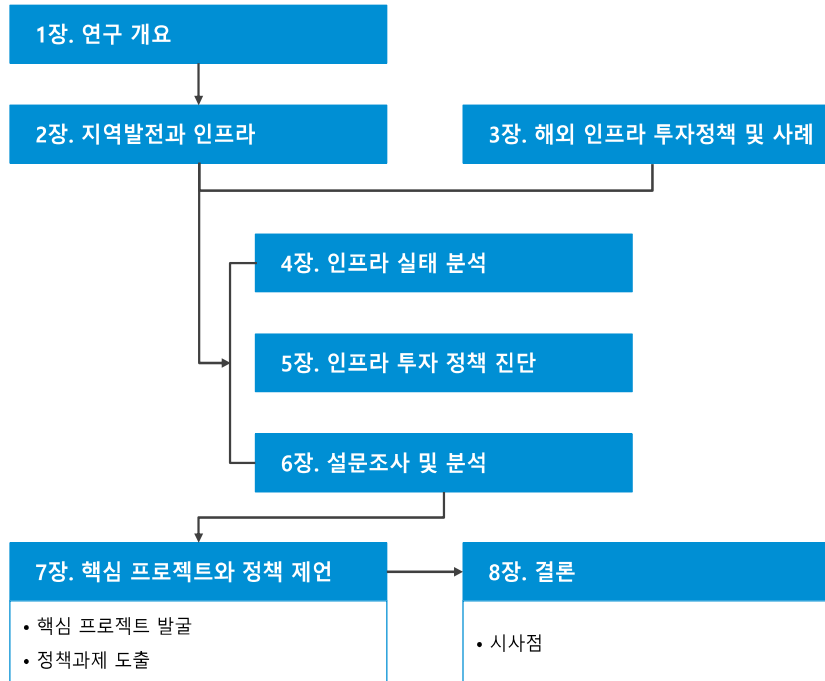 1장. 연구 개요
2장. 지역발전과 인프라
3장. 해외 인프라 투자정책 및 사례
4장. 인프라 실태 분석
5장. 인프라 투자 정책 진단
6장. 설문조사 및 분석
7장. 핵심 프로젝트와 정책 제언
• 핵심 프로젝트 발굴
• 정책과제 도출
8장. 결론
• 시사점